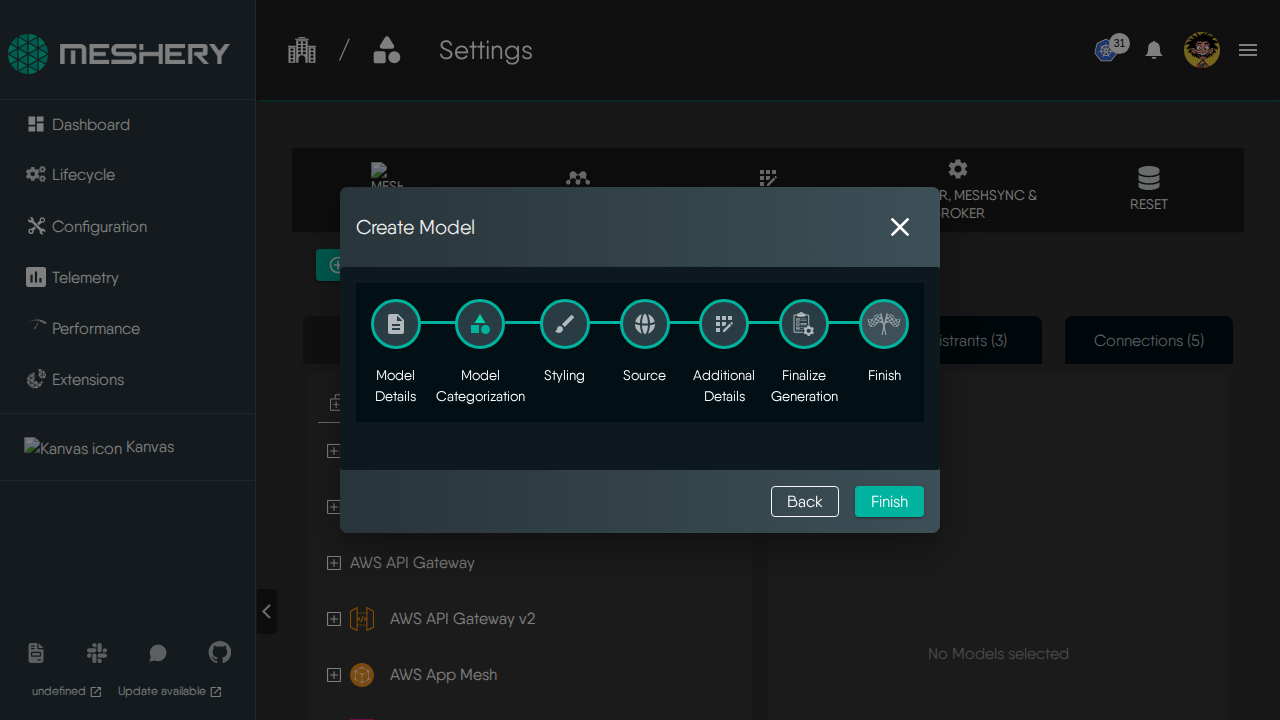 MESHERY
Settings
31
Dashboard
Lifecycle
Configuration
Telemetry
Performance
Extensions
Kanvas icon Kanvas
undefined
Update available
R, MESHSYNC &
ROKER
RESET
Create Model
Model
Details
Model
Categorization
Styling
Source
Additional
Details
Finalize
Generation
Finish
istrants (3)
Connections (5)
Back
Finish
AWS API Gateway
AWS API Gateway v2
AWS App Mesh
No Models selected